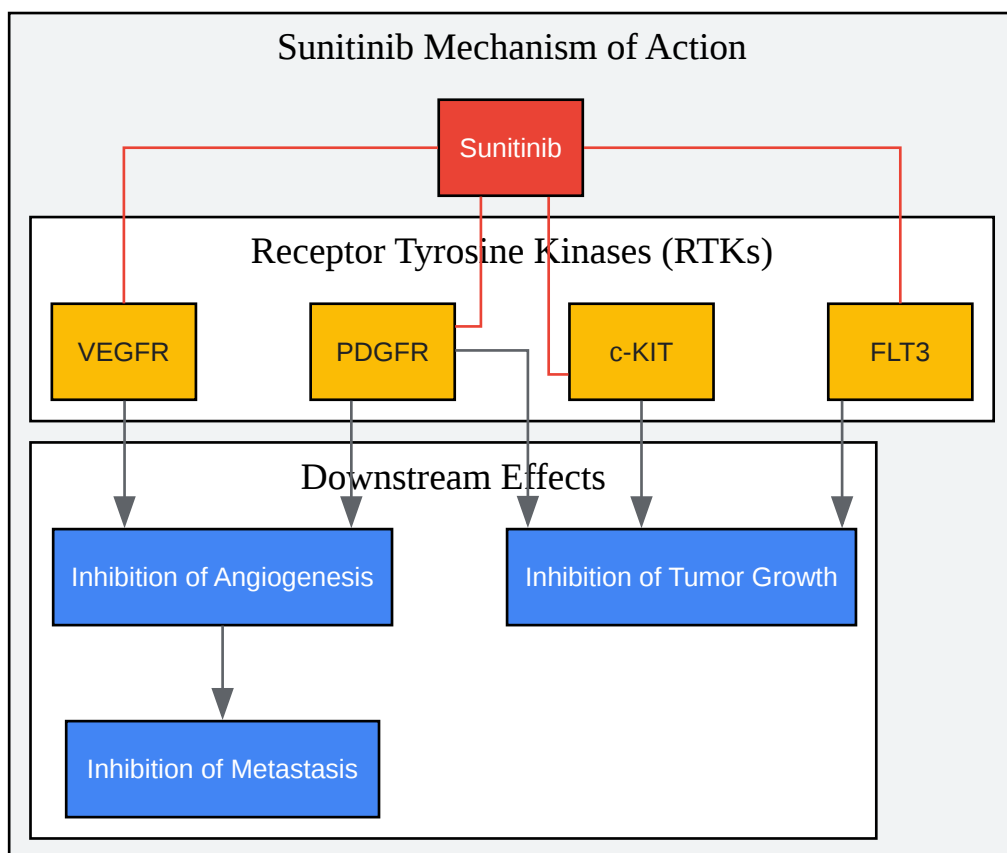 Sunitinib Mechanism of Action
Sunitinib
Receptor Tyrosine Kinases (RTKs)
VEGFR
PDGFR
c-KIT
FLT3
Downstream Effects
Inhibition of Angiogenesis
Inhibition of Tumor Growth
Inhibition of Metastasis